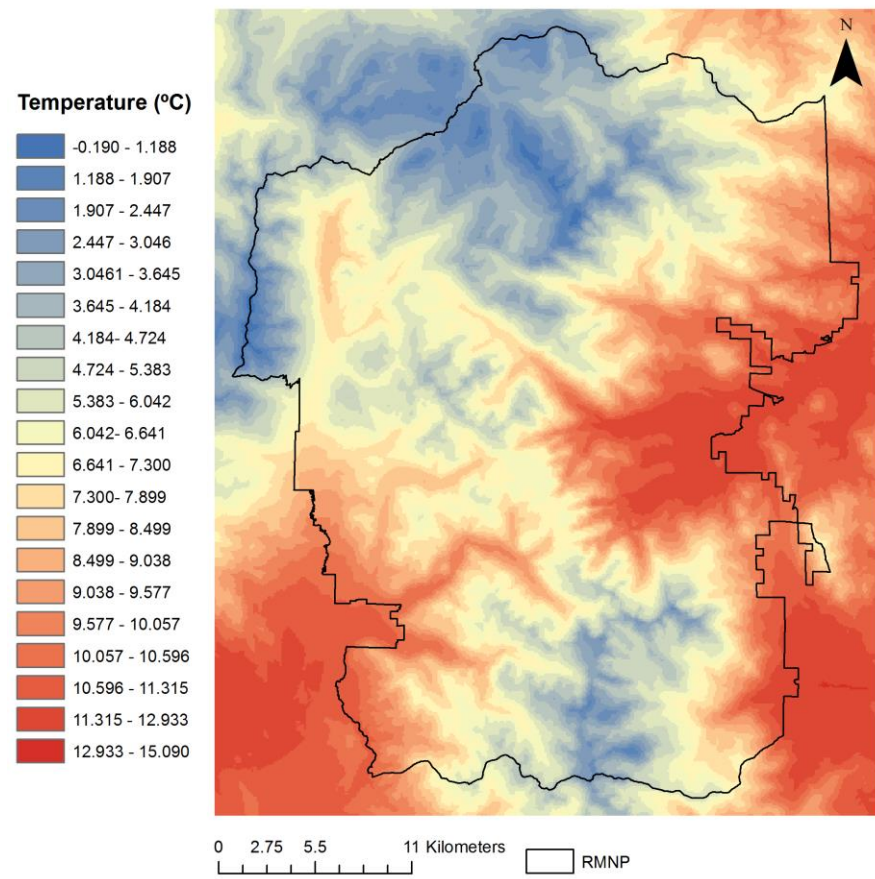 N
Temperature (ºC)
-0.190 - 1.188
1.188 - 1.907
1.907 - 2.447
2.447 - 3.046
3.0461 - 3.645
3.645 - 4.184
4.184- 4.724
4.724 - 5.383
5.383 - 6.042
6.042- 6.641
6.641 - 7.300
7.300- 7.899
7.899 - 8.499
8.499 - 9.038
9.038 - 9.577
9.577 - 10.057
10.057 - 10.596
10.596 - 11.315
11.315 - 12.933
12.933 - 15.090
0 2.75 5.5 11 Kilometers
RMNP